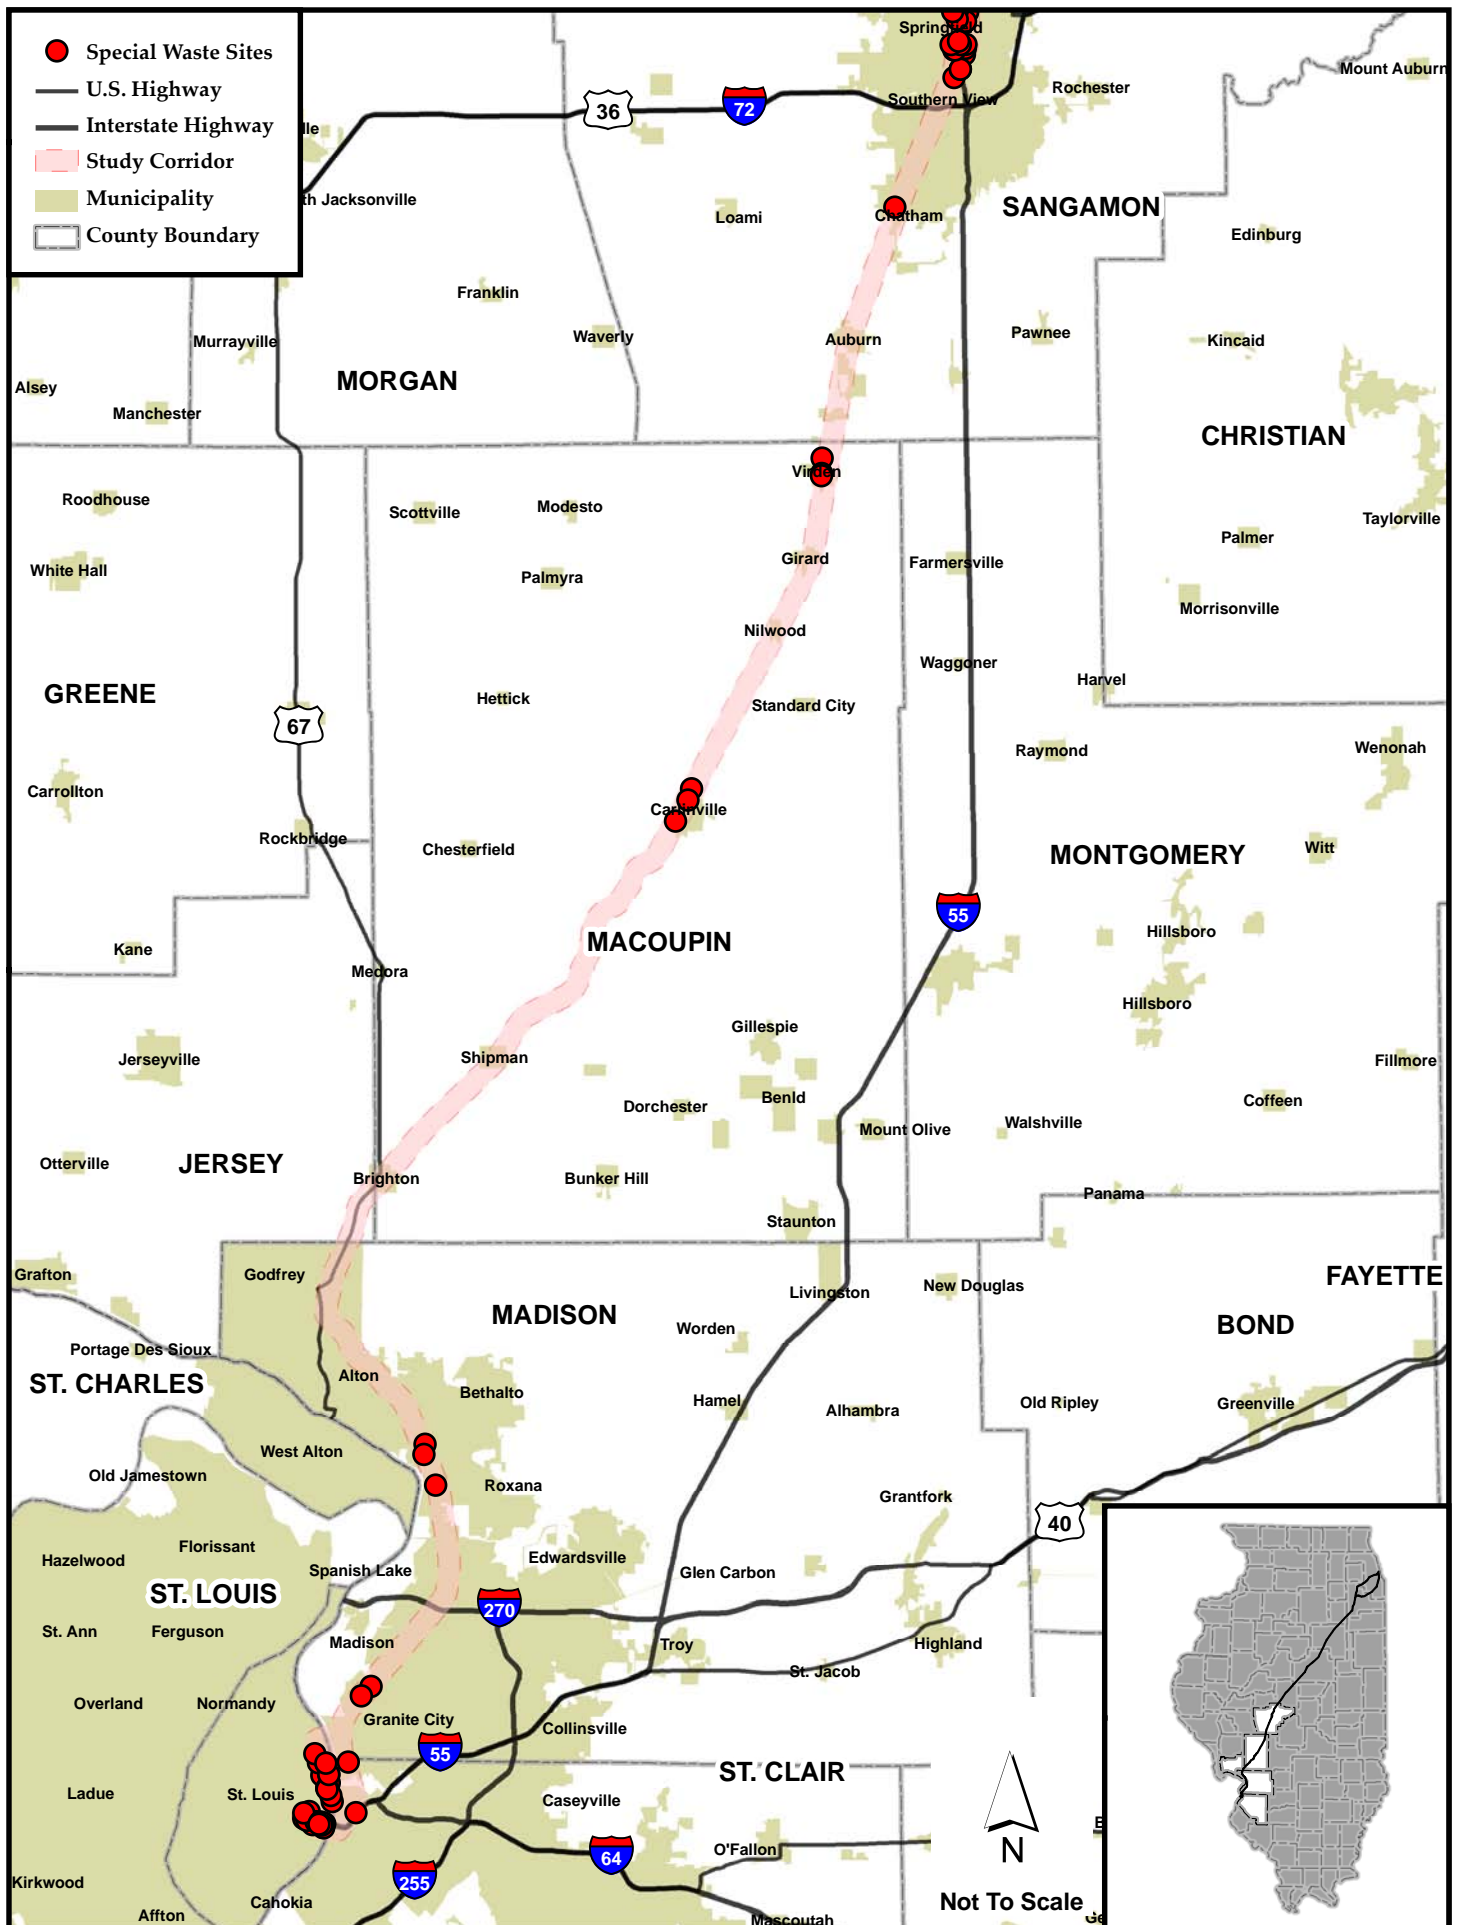 Special Waste Sites
U.S. Highway
Interstate Highway
Study Corridor
Municipality
County Boundary
Springfield
Mount Auburn
Rochester
36
72
Southern View
lle
th Jacksonville
Loami
Chatham
SANGAMON
Edinburg
Franklin
Murrayville
Waverly
Auburn
Pawnee
Kincaid
Alsey
MORGAN
Manchester
CHRISTIAN
Virden
Roodhouse
Scottville
Modesto
Taylorville
Palmer
White Hall
Palmyra
Girard
Farmersville
Morrisonville
Nilwood
Waggoner
Harvel
GREENE
Hettick
Standard City
67
Raymond
Wenonah
Carrollton
Carlinville
Rockbridge
Chesterfield
MONTGOMERY
Witt
55
Hillsboro
MACOUPIN
Kane
Medora
Hillsboro
Gillespie
Jerseyville
Shipman
Fillmore
Benld
Dorchester
Coffeen
Mount Olive
Walshville
Otterville
JERSEY
Brighton
Bunker Hill
Panama
Staunton
Grafton
Godfrey
FAYETTE
Livingston
New Douglas
MADISON
Worden
BOND
Portage Des Sioux
ST. CHARLES
Alton
Bethalto
Hamel
Alhambra
Old Ripley
Greenville
West Alton
Old Jamestown
Roxana
Grantfork
40
Florissant
Hazelwood
Spanish Lake
Edwardsville
Glen Carbon
ST. LOUIS
270
St. Ann
Ferguson
Madison
Troy
Highland
St. Jacob
Overland
Normandy
Granite City
Collinsville
55
ST. CLAIR
Ladue
St. Louis
Caseyville
O'Fallon
64
N
Kirkwood
255
Cahokia
Not To Scale
Affton
Mascoutah
Ge